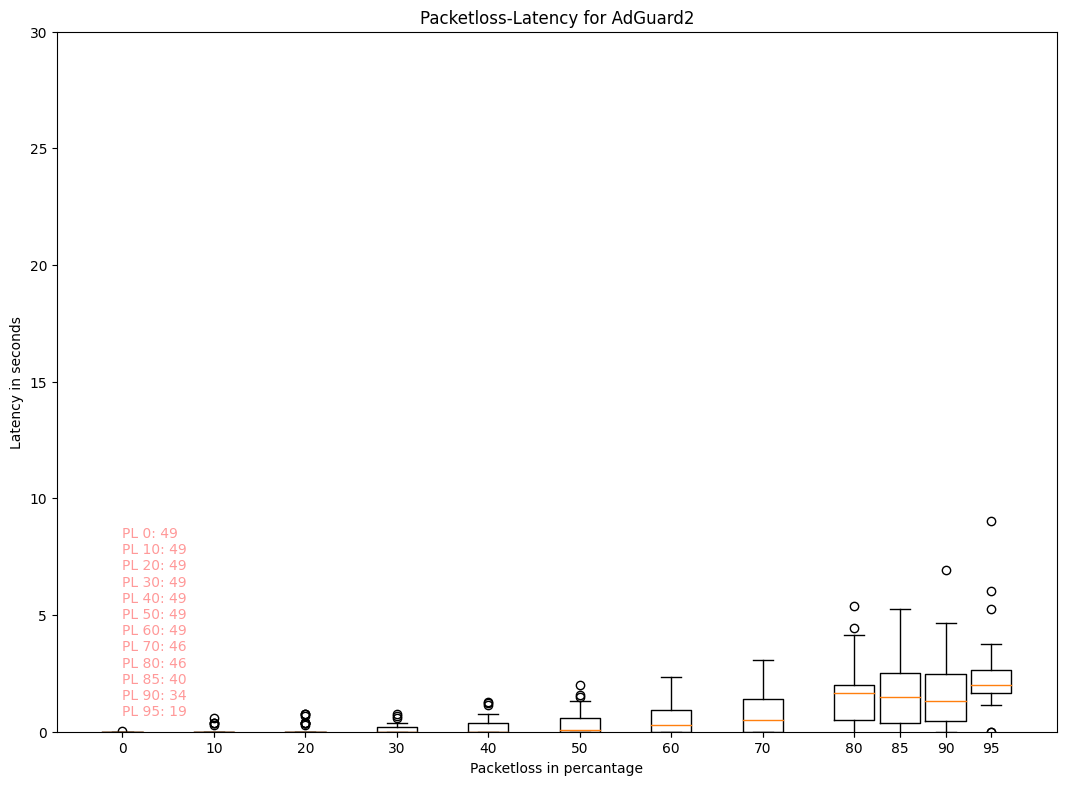 Packetloss-Latency for AdGuard2
30
25
20
15
10
5
0
Latency in seconds
PL 0: 49
PL 10: 49
PL 20: 49
PL 30: 49
PL 40: 49
PL 50: 49
PL 60: 49
PL 70: 46
PL 80: 46
PL 85: 40
PL 90: 34
PL 95: 19
0 10 20 30 40 50 60 70 80 85 90 95
Packetloss in percantage